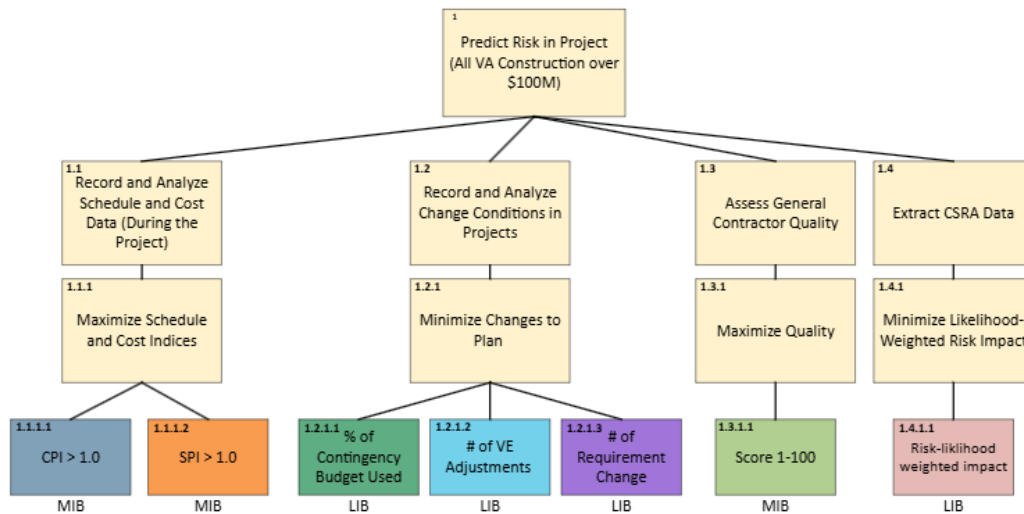 1
Predict Risk in Project
(All VA Construction over
$100M)
1.1
Record and Analyze
Schedule and Cost
Data (During the
Project)
1.2
Record and Analyze
Change Conditions in
Projects
1.3
Assess General
Contractor Quality
1.4
Extract CSRA Data
1.1.1
Maximize Schedule
and Cost Indices
1.2.1
Minimize Changes to
Plan
1.3.1
Maximize Quality
1.4.1
Minimize Likelihood-
Weighted Risk Impact
1.1.1.1
CPI > 1.0
1.1.1.2
SPI > 1.0
1.2.1.1
% of
Contingency
Budget Used
1.2.1.2
# of VE
Adjustments
1.2.1.3
# of
Requirement
Change
1.3.1.1
Score 1-100
1.4.1.1
Risk-liklihood
weighted impact
MIB
MIB
LIB
LIB
LIB
MIB
LIB